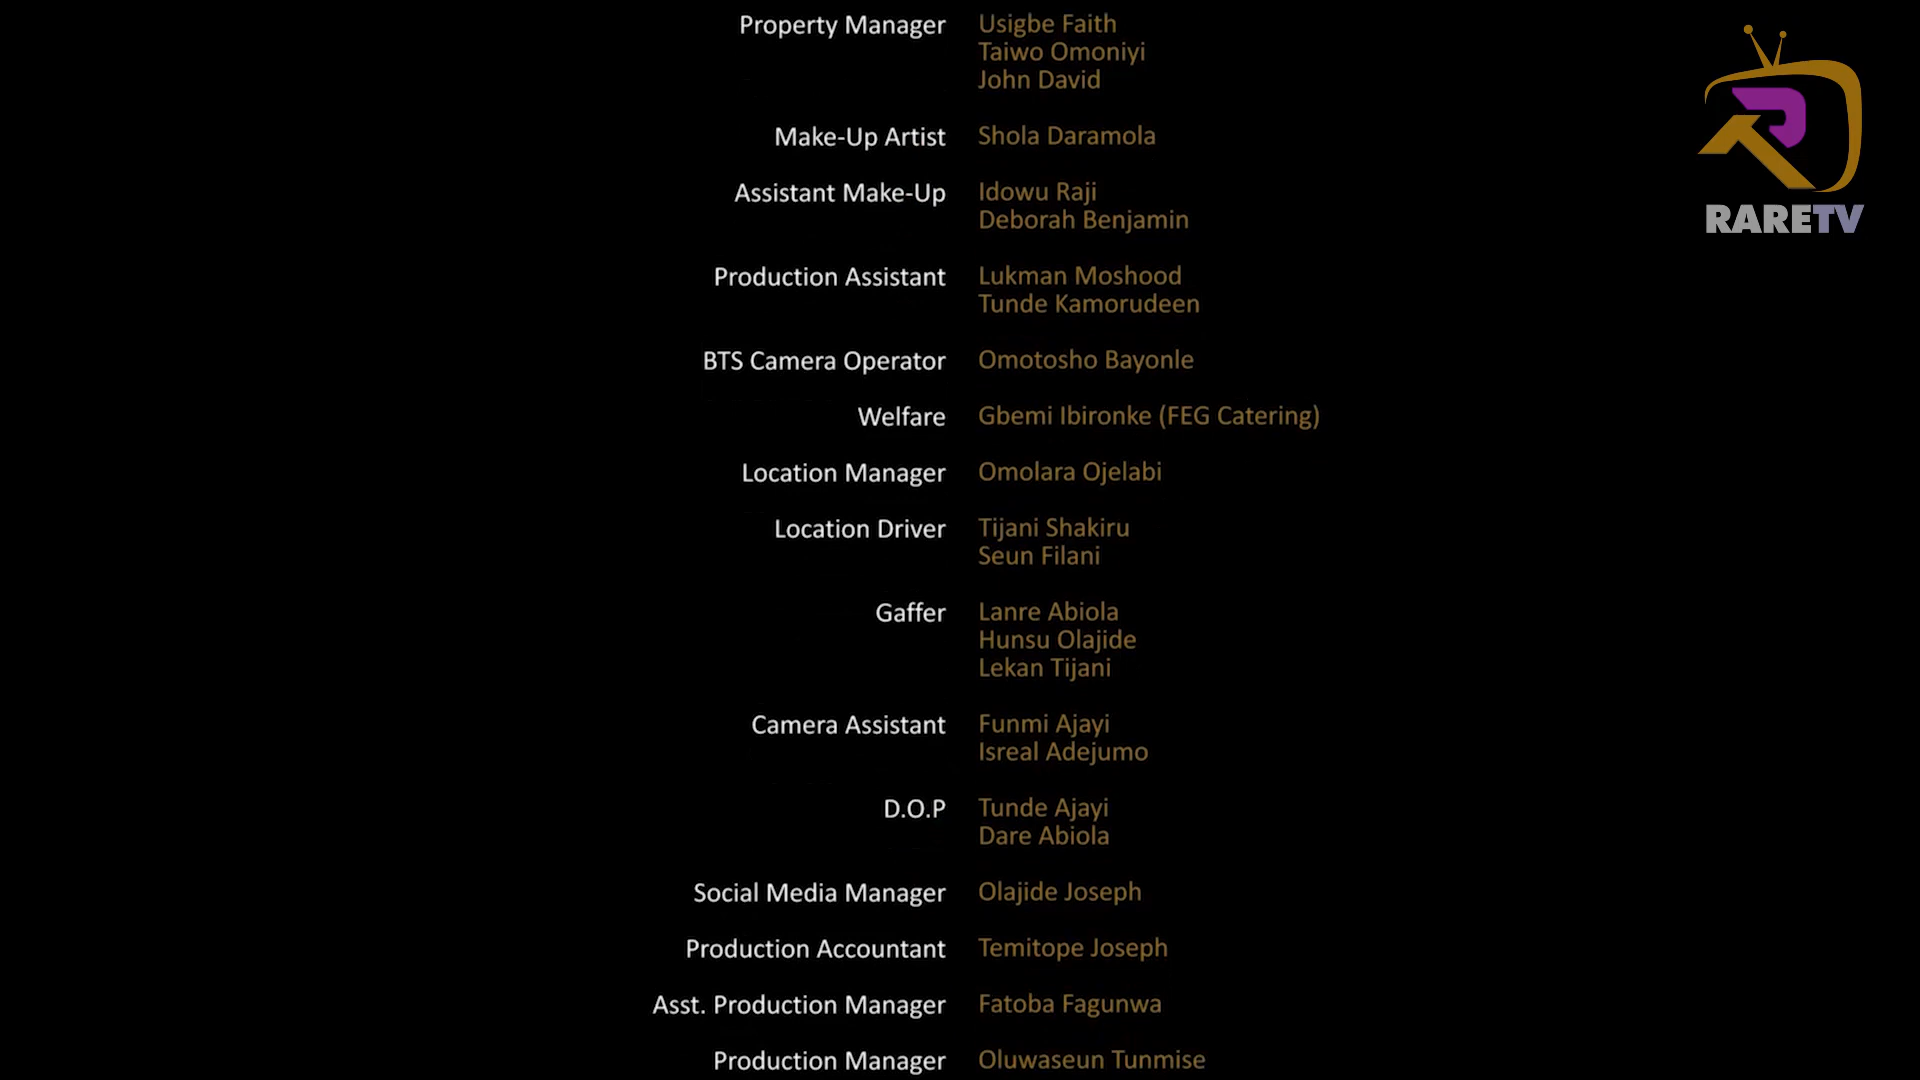 Property Manager Usigbe Faith
Taiwo Omoniyi
John David
Make-Up Artist Shola Daramola
Assistant Make-Up Idowu Raji
Deborah Benjamin
Production Assistant Lukman Moshood
Tunde Kamorudeen
BTS Camera Operator Omotosho Bayonle
Welfare Gbemi Ibironke (FEG Catering)
Location Manager Omolara Ojelabi
Location Driver Tijani Shakiru
Seun Filani
Gaffer Lanre Abiola
Hunsu Olajide
Lekan Tijani
Camera Assistant Funmi Ajayi
Isreal Adejumo
D.O.P Tunde Ajayi
Dare Abiola
Social Media Manager Olajide Joseph
Production Accountant Temitope Joseph
Asst. Production Manager Fatoba Fagunwa
Production Manager Oluwaseun Tunmise
RARETV